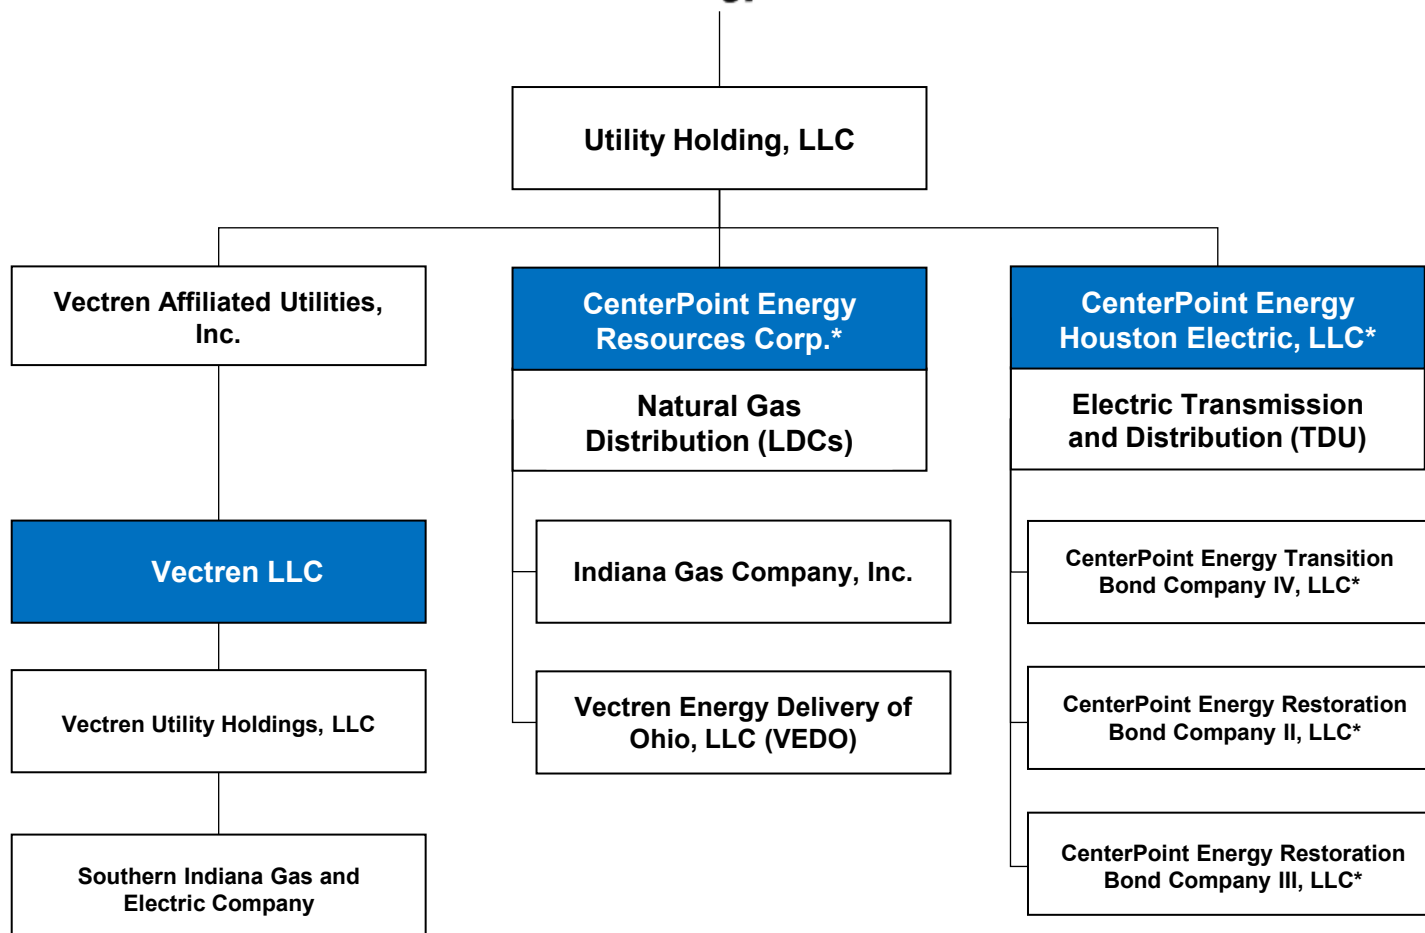 Utility Holding, LLC
Vectren Affiliated Utilities,
Inc.
CenterPoint Energy
Resources Corp.*
CenterPoint Energy
Houston Electric, LLC*
Natural Gas
Distribution (LDCs)
Electric Transmission
and Distribution (TDU)
Vectren LLC
Indiana Gas Company, Inc.
CenterPoint Energy Transition
Bond Company IV, LLC*
Vectren Utility Holdings, LLC
Vectren Energy Delivery of
Ohio, LLC (VEDO)
CenterPoint Energy Restoration
Bond Company II, LLC*
Southern Indiana Gas and
Electric Company
CenterPoint Energy Restoration
Bond Company III, LLC*